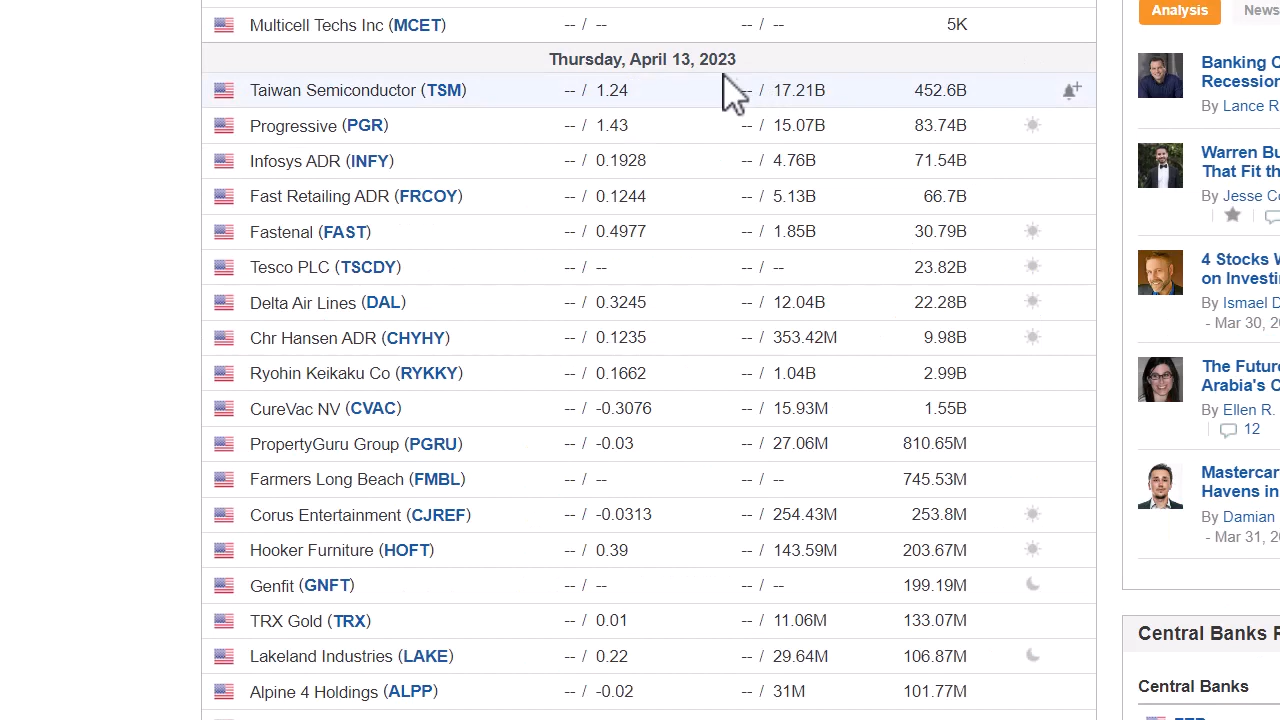 Multicell Techs Inc (MCET) -- / -- -- / -- 5K
Thursday, April 13, 2023
Taiwan Semiconductor (TSM) -- / 1.24 -- / 17.21B 452.6B
Progressive (PGR) -- / 1.43 -- / 15.07B 83.74B
Infosys ADR (INFY) -- / 0.1928 -- / 4.76B 71.54B
Fast Retailing ADR (FRCOY) -- / 0.1244 -- / 5.13B 66.7B
Fastenal (FAST) -- / 0.4977 -- / 1.85B 30.79B
Tesco PLC (TSCDY) -- / -- -- / -- 23.82B
Delta Air Lines (DAL) -- / 0.3245 -- / 12.04B 22.28B
Chr Hansen ADR (CHYHY) -- / 0.1235 -- / 353.42M 9.98B
Ryohin Keikaku Co (RYKKY) -- / 0.1662 -- / 1.04B 2.99B
CureVac NV (CVAC) -- / -0.3076 -- / 15.93M 1.55B
PropertyGuru Group (PGRU) -- / -0.03 -- / 27.06M 810.65M
Farmers Long Beach (FMBL) -- / -- -- / -- 745.53M
Corus Entertainment (CJREF) -- / -0.0313 -- / 254.43M 253.8M
Hooker Furniture (HOFT) -- / 0.39 -- / 143.59M 203.67M
Genfit (GNFT) -- / -- -- / -- 199.19M
TRX Gold (TRX) -- / 0.01 -- / 11.06M 133.07M
Lakeland Industries (LAKE) -- / 0.22 -- / 29.64M 106.87M
Alpine 4 Holdings (ALPP) -- / -0.02 -- / 31M 101.77M
Analysis News
Banking
Recession
By Lance R
Warren
That Fit
By Jesse
4 Stocks
on
By Ismael D
- Mar 30,
The
Arabia's
By Ellen R.
12
Havens in
By Damian
- Mar 31,
Central Banks
Central Banks